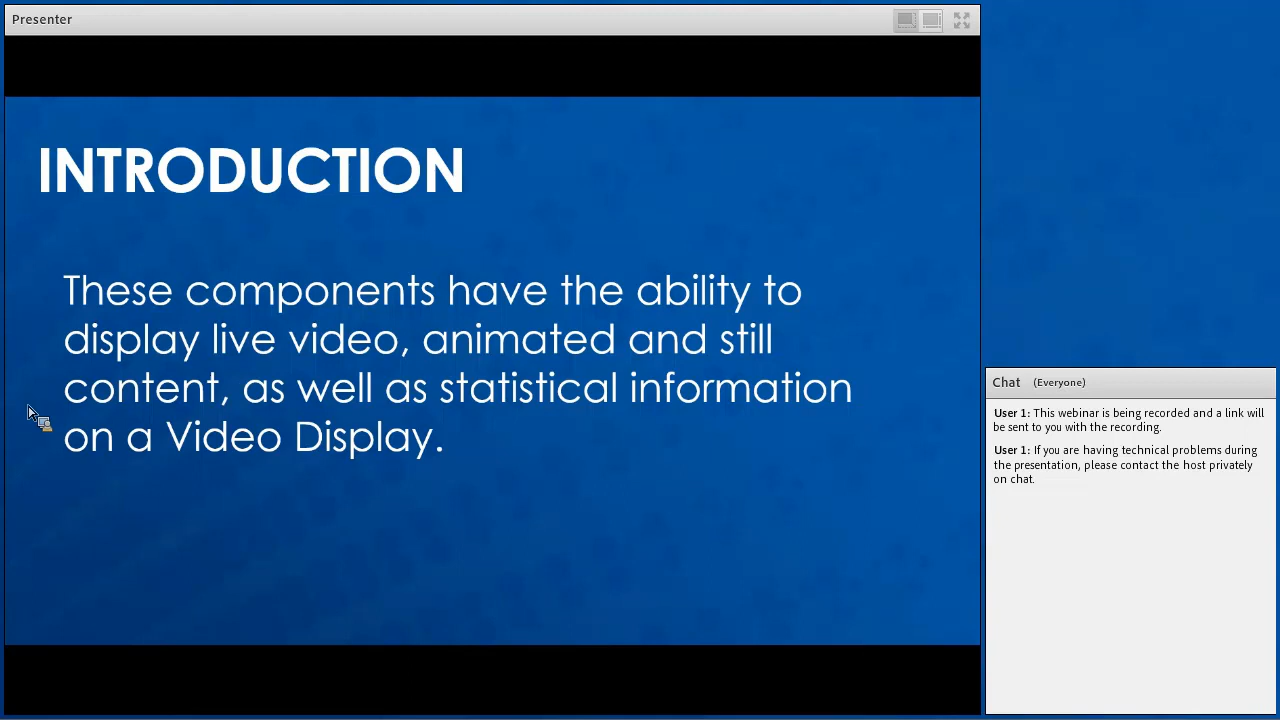 Presenter
INTRODUCTION
These components have the ability to
display live video, animated and still
content, as well as statistical information
on a Video Display.
Chat (Everyone)
User 1: This webinar is being recorded and a link will
be sent to you with the recording.
User 1: If you are having technical problems during
the presentation, please contact the host privately
on chat.